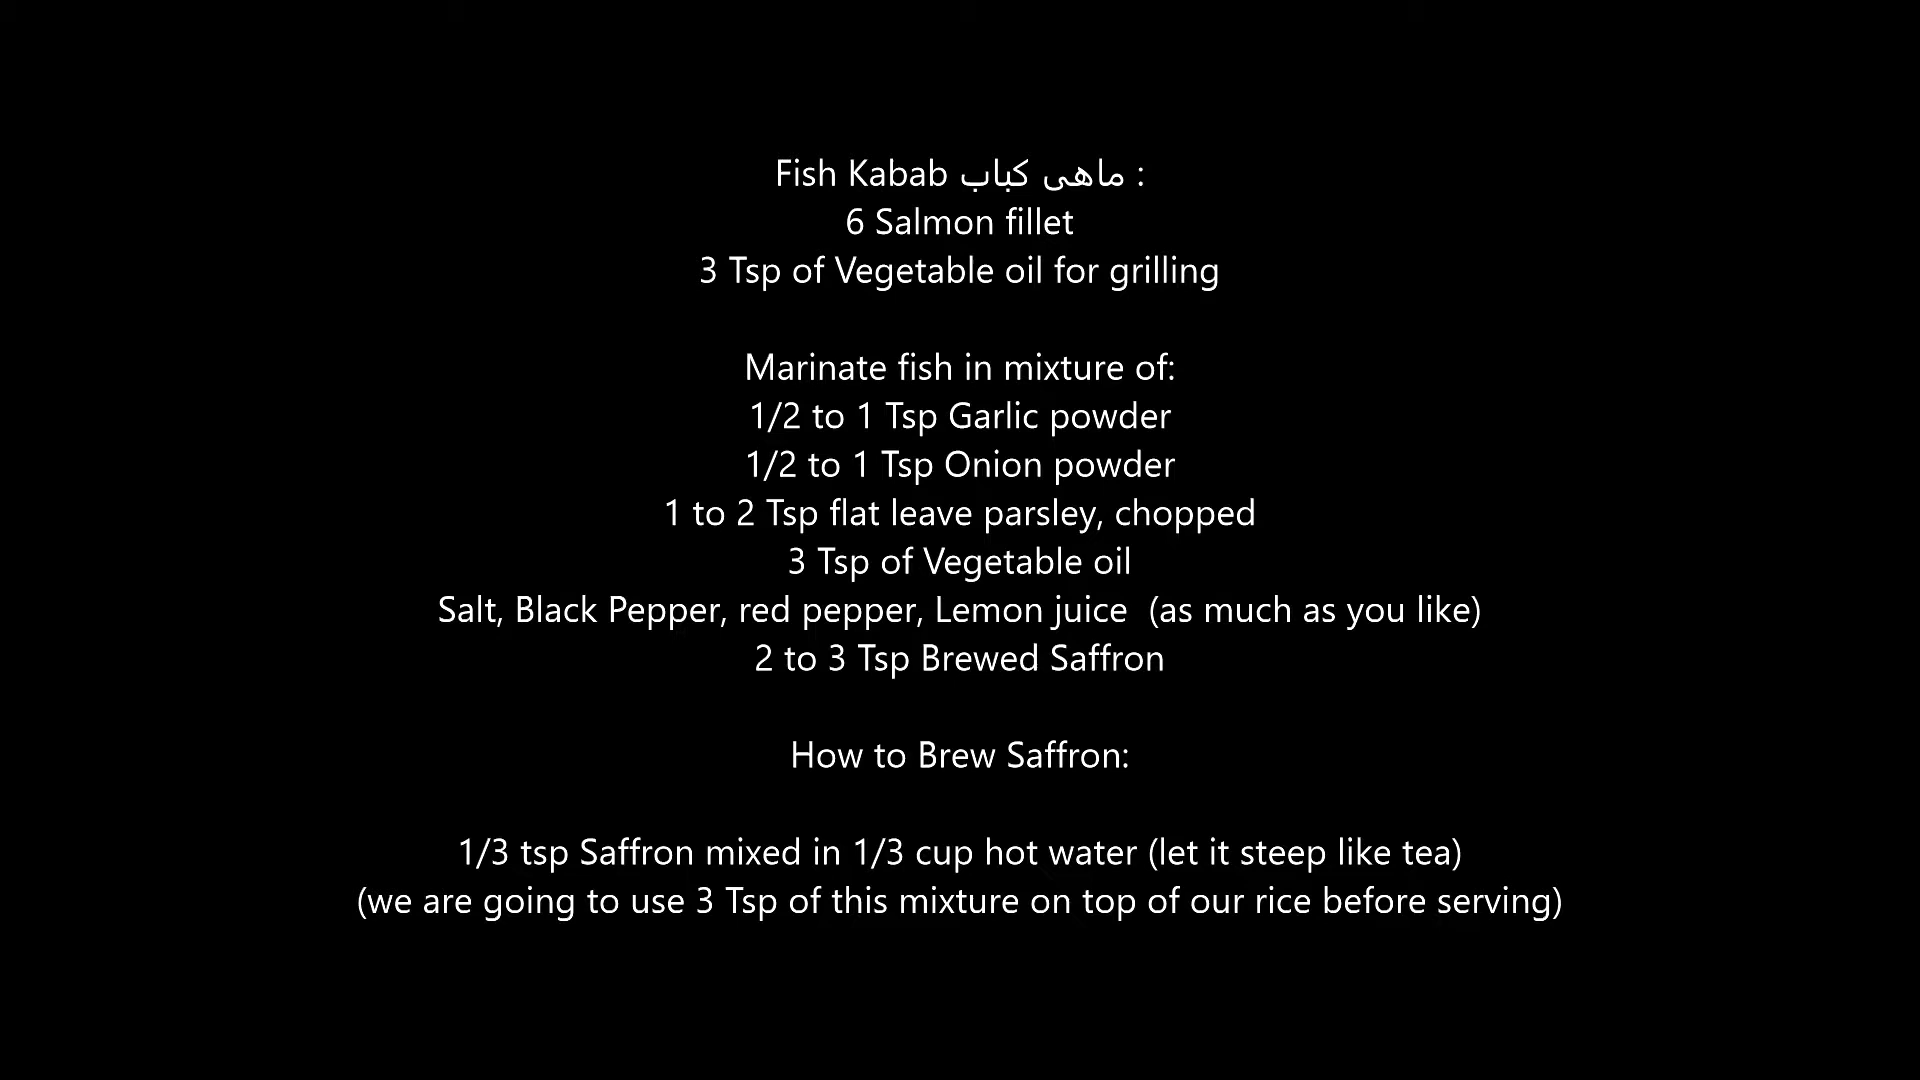 Fish Kabab ماهی کباب :
6 Salmon fillet
3 Tsp of Vegetable oil for grilling
Marinate fish in mixture of:
1/2 to 1 Tsp Garlic powder
1/2 to 1 Tsp Onion powder
1 to 2 Tsp flat leave parsley, chopped
3 Tsp of Vegetable oil
Salt, Black Pepper, red pepper, Lemon juice  (as much as you like)
2 to 3 Tsp Brewed Saffron
How to Brew Saffron:
1/3 tsp Saffron mixed in 1/3 cup hot water (let it steep like tea)
(we are going to use 3 Tsp of this mixture on top of our rice before serving)